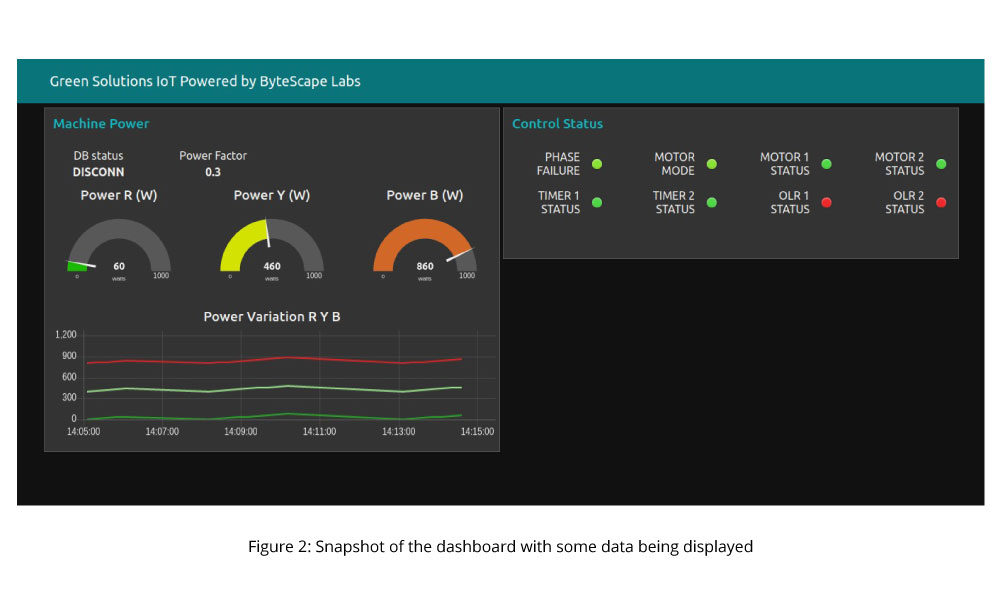 Green Solutions IoT Powered by ByteScape Labs
Machine Power
DB status
DISCONN
Power Factor
0.3
Power R (W)
Power Y (W)
Power B (W)
60
watts
0
1000
460
watts
0
1000
860
watts
0
1000
Power Variation R Y B
1,200
900
600
300
0
14:05:00
14:07:00
14:09:00
14:11:00
14:13:00
14:15:00
Control Status
PHASE
FAILURE
MOTOR
MODE
MOTOR 1
STATUS
MOTOR 2
STATUS
TIMER 1
STATUS
TIMER 2
STATUS
OLR 1
STATUS
OLR 2
STATUS
Figure 2: Snapshot of the dashboard with some data being displayed